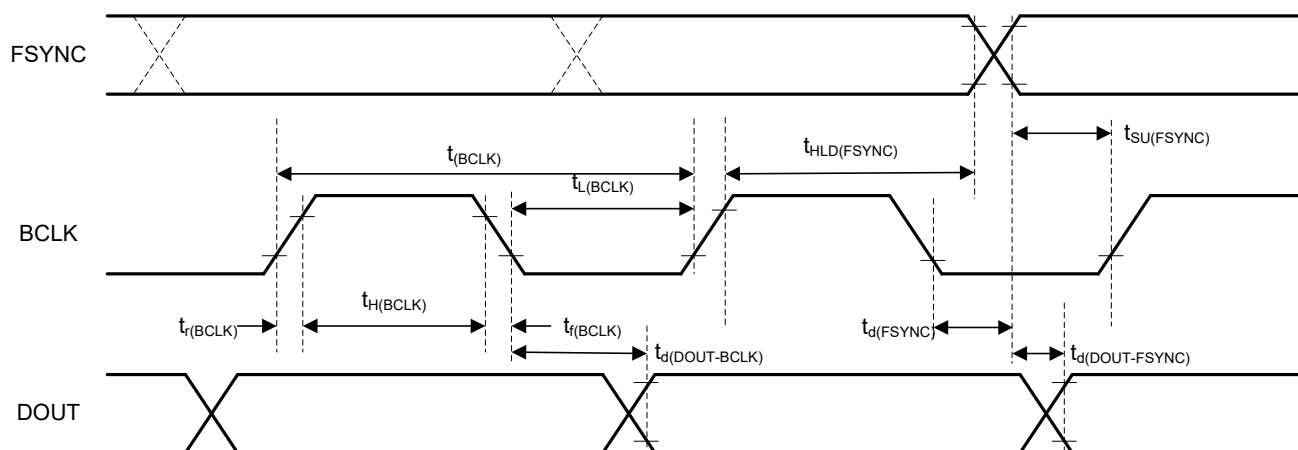 FSYNC
t(BCLK)
tHLD(FSYNC)
tSU(FSYNC)
tL(BCLK)
BCLK
tr(BCLK)
tH(BCLK)
tf(BCLK)
td(FSYNC)
td(DOUT-BCLK)
td(DOUT-FSYNC)
DOUT